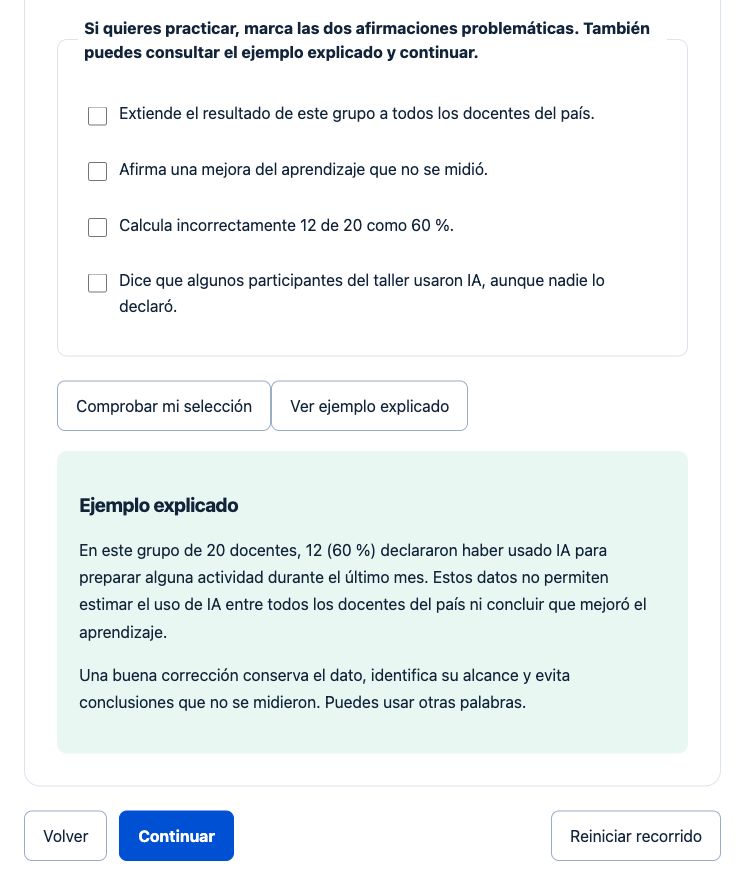 Si quieres practicar, marca las dos afirmaciones problemáticas. También
puedes consultar el ejemplo explicado y continuar.
Extiende el resultado de este grupo a todos los docentes del país.
Afirma una mejora del aprendizaje que no se midió.
Calcula incorrectamente 12 de 20 como 60 %.
Dice que algunos participantes del taller usaron IA, aunque nadie lo
declaró.
Comprobar mi selección
Ver ejemplo explicado
Ejemplo explicado
En este grupo de 20 docentes, 12 (60 %) declararon haber usado IA para
preparar alguna actividad durante el último mes. Estos datos no permiten
estimar el uso de IA entre todos los docentes del país ni concluir que mejoró el
aprendizaje.
Una buena corrección conserva el dato, identifica su alcance y evita
conclusiones que no se midieron. Puedes usar otras palabras.
Volver
Continuar
Reiniciar recorrido